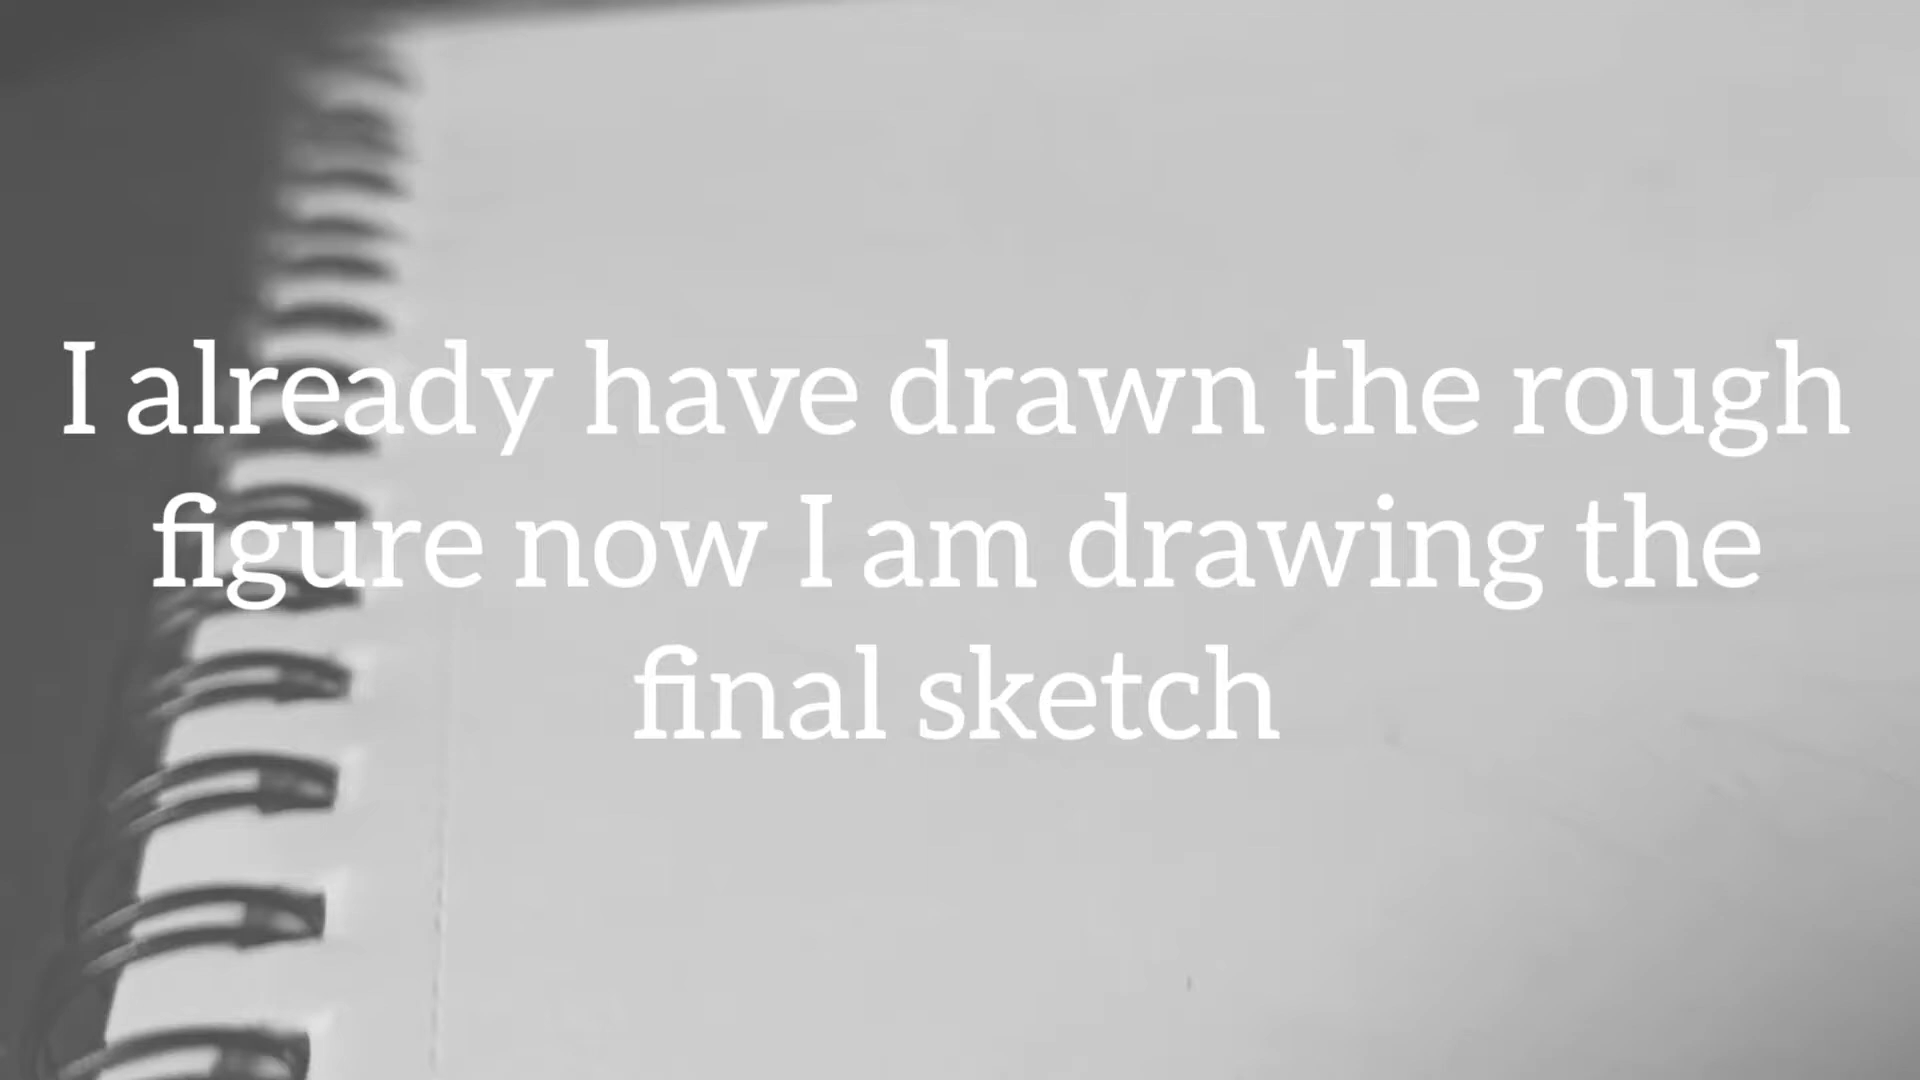 I already have drawn the rough
figure now I am drawing the
final sketch